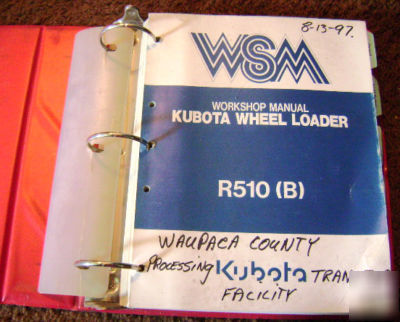 8-13-97.
WSM
WORKSHOP MANUAL
KUBOTA WHEEL LOADER
R510 (B)
WAUPACA COUNTY
PROCESSING Kubota TRAN
FACILITY